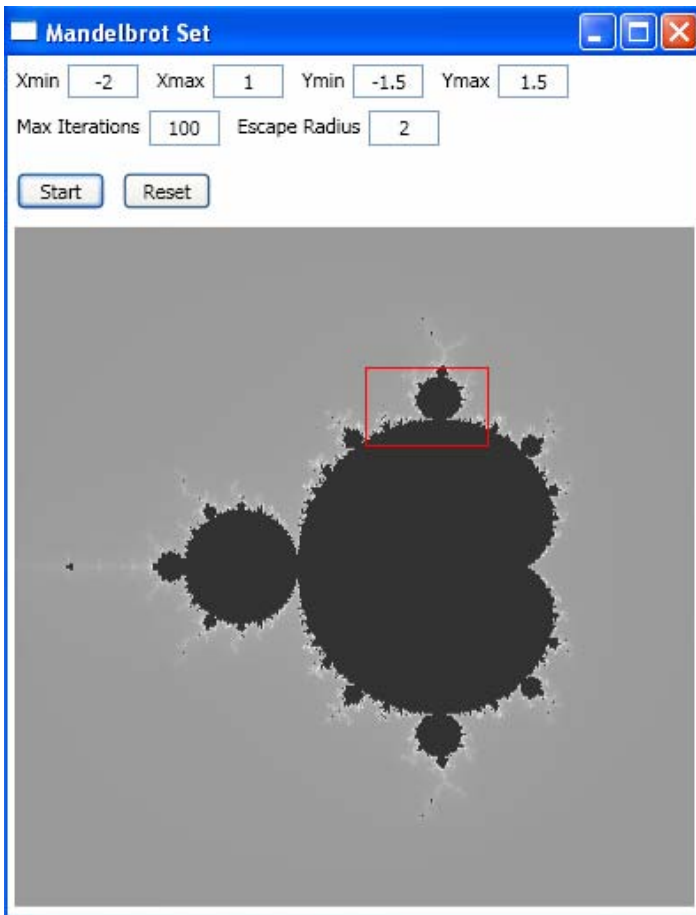 Mandelbrot Set
Xmin -2 Xmax 1 Ymin -1.5 Ymax 1.5
Max Iterations 100 Escape Radius 2
Start Reset